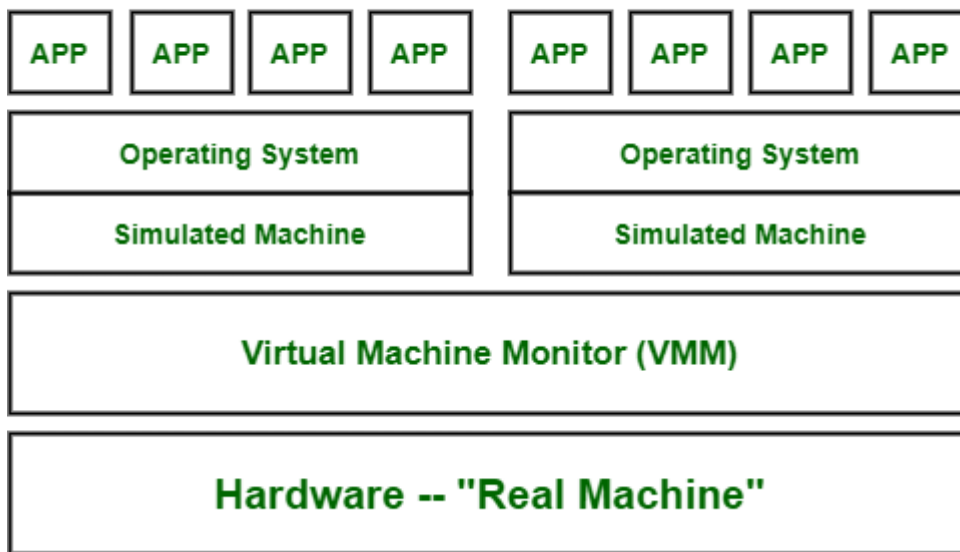 APP APP APP APP APP APP APP APP
Operating System Operating System
Simulated Machine Simulated Machine
Virtual Machine Monitor (VMM)
Hardware -- "Real Machine"